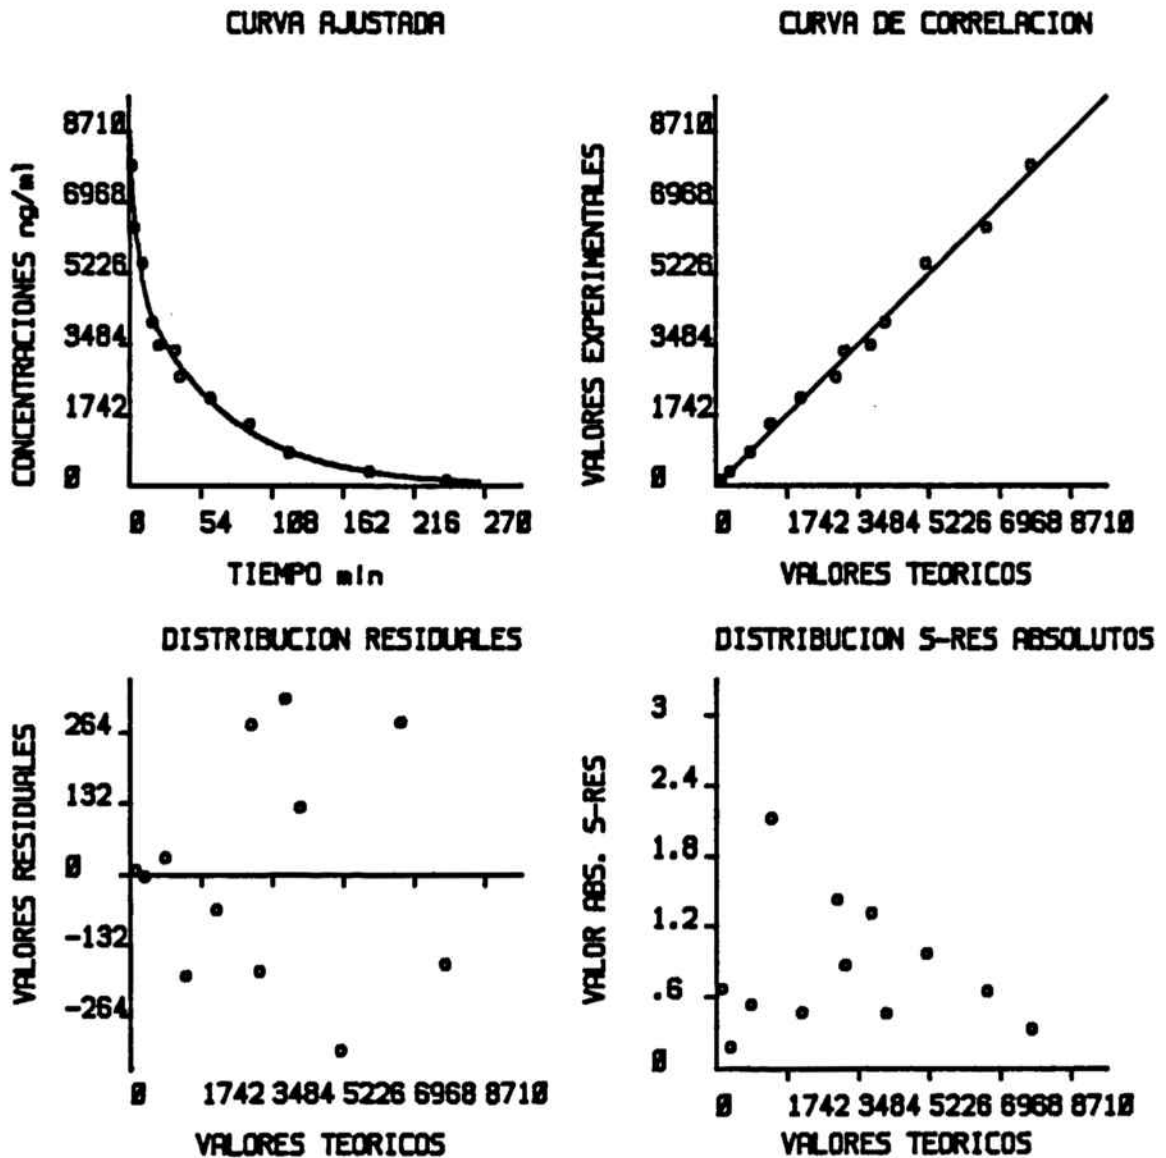 CURVA AJUSTADA
CONCENTRACIONES ng/ml
8710
6968
5226
3484
1742
0
0 54 108 162 216 270
TIEMPO min
CURVA DE CORRELACION
VALORES EXPERIMENTALES
8710
6968
5226
3484
1742
0
0 1742 3484 5226 6968 8710
VALORES TEORICOS
DISTRIBUCION RESIDUALES
VALORES RESIDUALES
264
132
0
-132
-264
0 1742 3484 5226 6968 8710
VALORES TEORICOS
DISTRIBUCION S-RES ABSOLUTOS
VALOR ABS. S-RES
3
2.4
1.8
1.2
.6
0
0 1742 3484 5226 6968 8710
VALORES TEORICOS